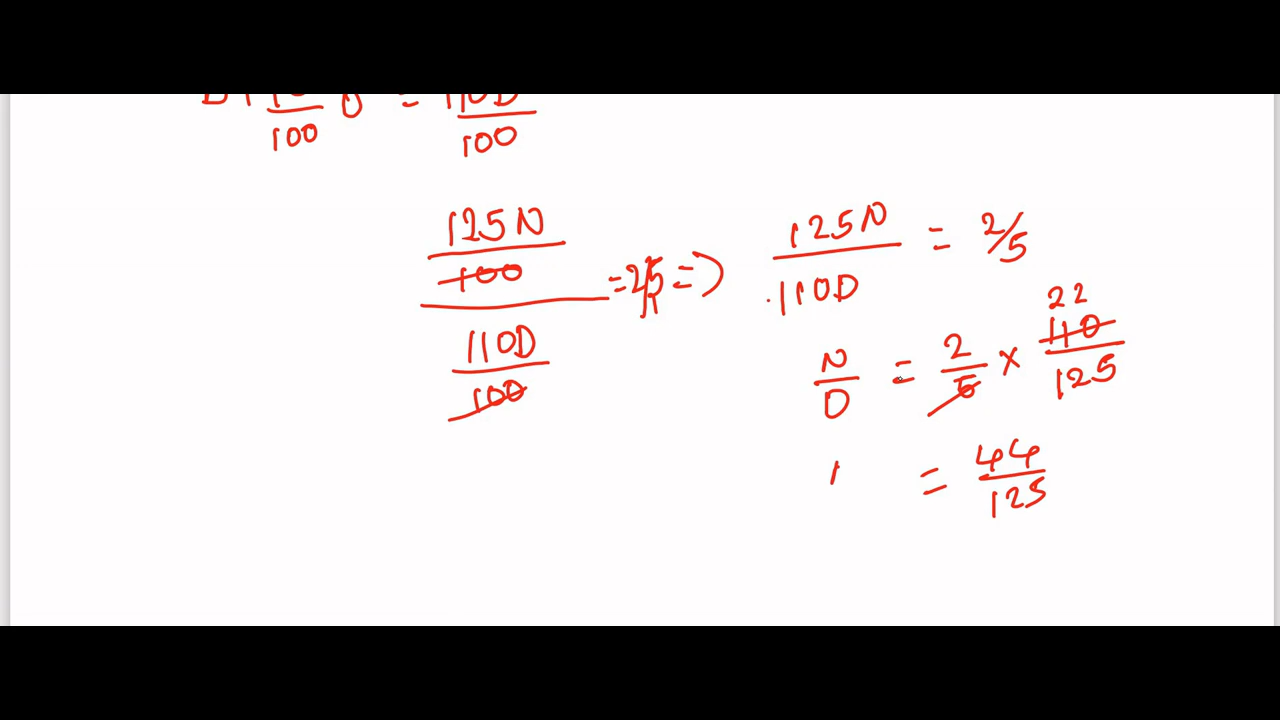 100 D = 110D
100
125N
100
= 2/5 =>
110D
100
125N / 110D = 2/5
N / D = 2 / 5 × 110 / 125
22
= 44 / 125